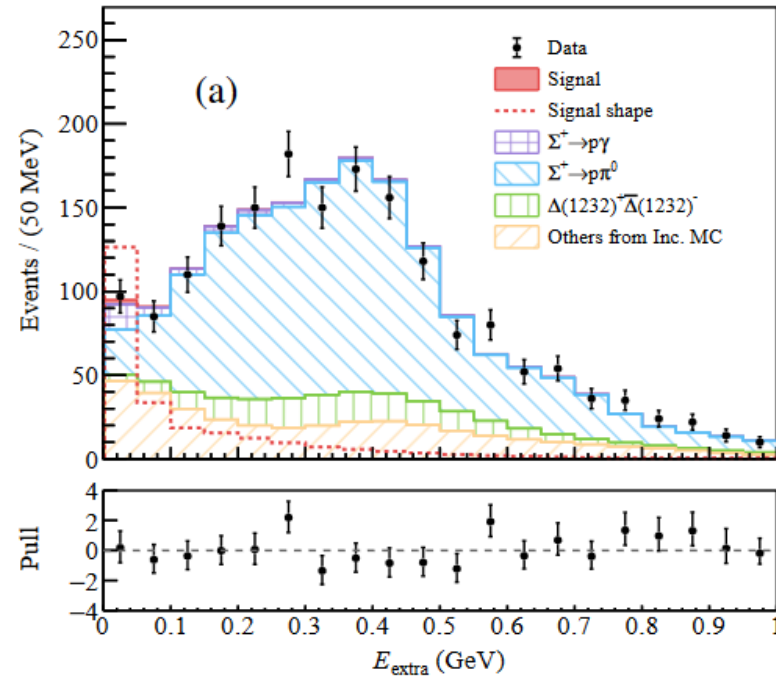 250
200
150
100
50
0
Events / (50 MeV)
(a)
Data
Signal
Signal shape
Σ⁺→pγ
Σ⁺→pπ⁰
Δ(1232)⁺Δ̅(1232)⁻
Others from Inc. MC
4
2
0
−2
−4
Pull
0 0.1 0.2 0.3 0.4 0.5 0.6 0.7 0.8 0.9 1
E_extra (GeV)